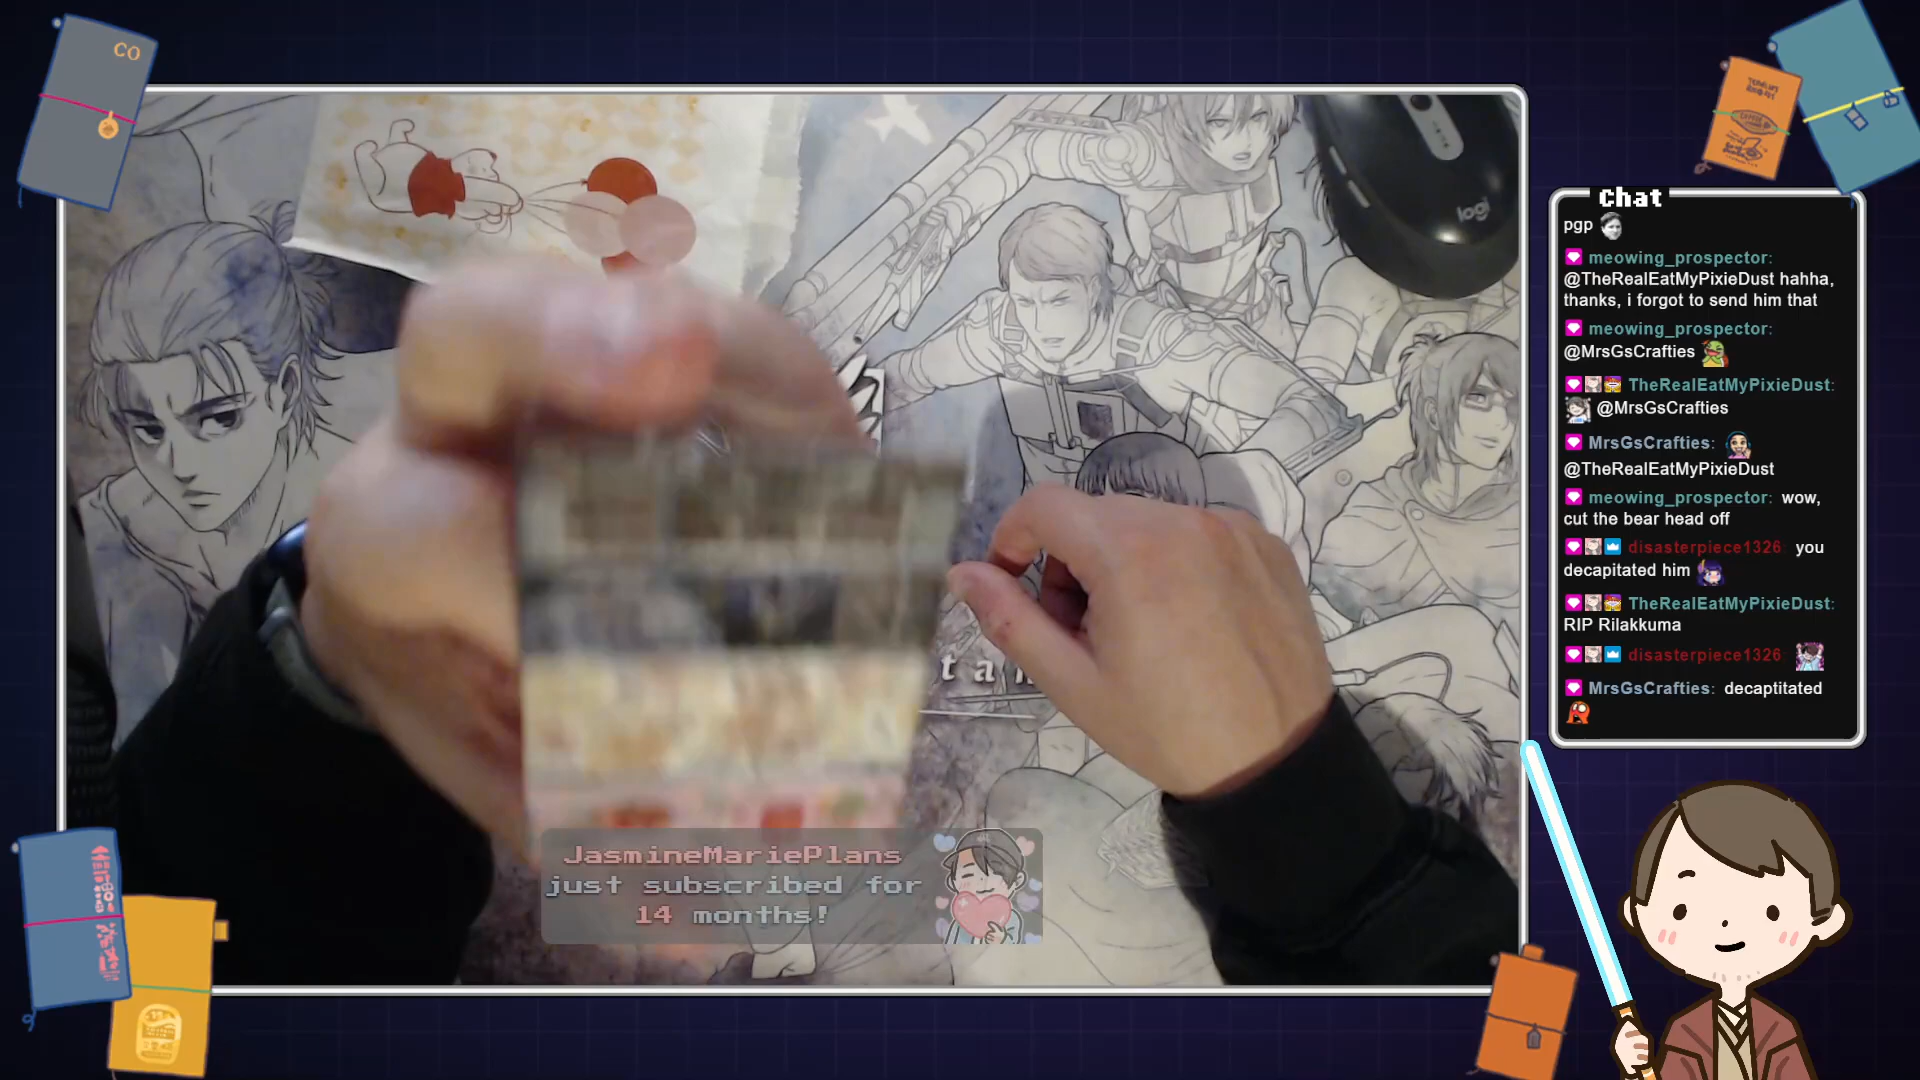 CO
logi
t a
JasmineMariePlans
just subscribed for
14 months!
chat
pgp
meowing_prospector:
@TheRealEatMyPixieDust hahha,
thanks, i forgot to send him that
meowing_prospector:
@MrsGsCrafties
TheRealEatMyPixieDust:
@MrsGsCrafties
MrsGsCrafties:
@TheRealEatMyPixieDust
meowing_prospector: wow,
cut the bear head off
disasterpiece1326: you
decapitated him
TheRealEatMyPixieDust:
RIP Rilakkuma
disasterpiece1326:
MrsGsCrafties: decaptitated